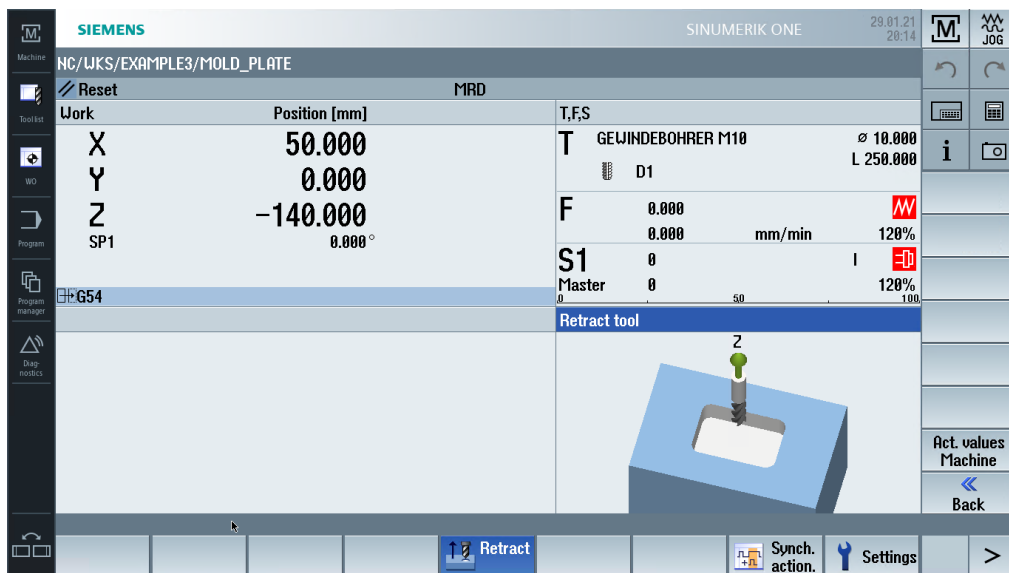 SIEMENS
SINUMERIK ONE
29.01.21
20:14
M
JOG
M
Machine
NC/WKS/EXAMPLE3/MOLD_PLATE
Reset
MRD
Tool list
Work
Position [mm]
T,F,S
X
50.000
T
GEWINDEBOHRER M10
ø 10.000
L 250.000
D1
i
Y
0.000
WO
Z
-140.000
F
0.000
0.000
mm/min
120%
SP1
0.000°
Program
S1
0
I
Master
0
120%
0
50
100
G54
Program
manager
Retract tool
Z
Diag-
nostics
Act. values
Machine
Back
Retract
Synch.
action.
Settings
>